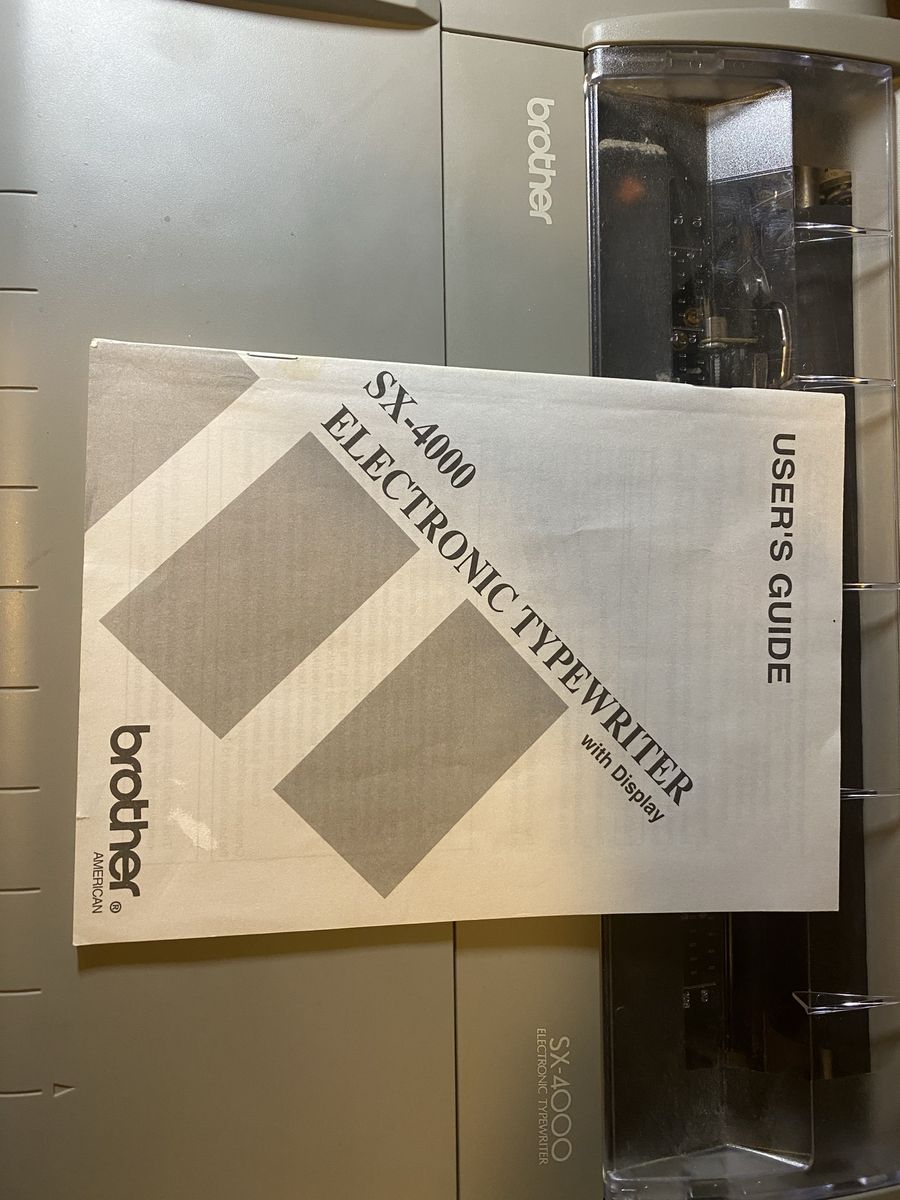 brother
USER'S GUIDE
SX-4000
ELECTRONIC TYPEWRITER
with Display
brother®
AMERICAN
SX-4000
ELECTRONIC TYPEWRITER